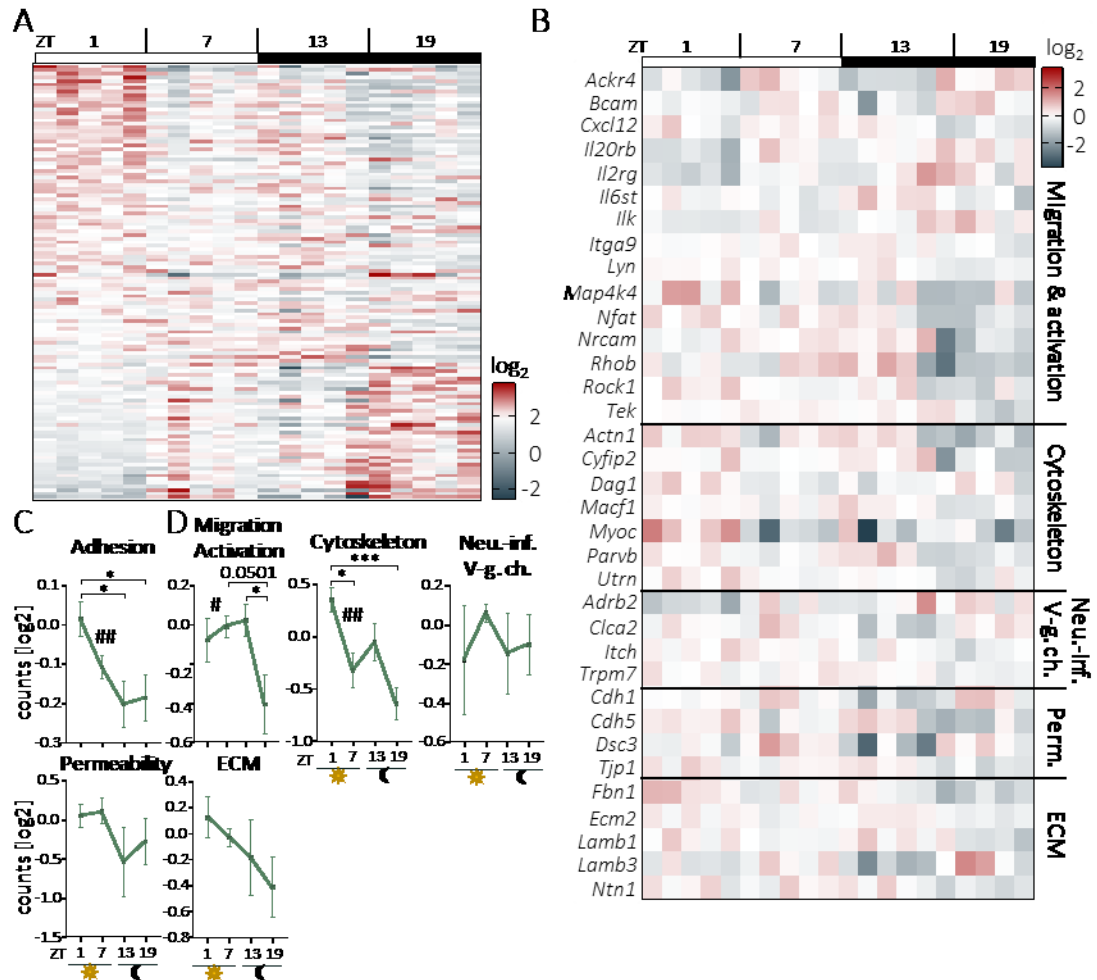 A
ZT 1 7 13 19
log2
2
0
-2
B
ZT 1 7 13 19
log2
2
0
-2
Ackr4
Bcam
Cxcl12
Il20rb
Il2rg
Il6st
Ilk
Itga9
Lyn
Map4k4
Nfat
Nrcam
Rhob
Rock1
Tek
Migration & activation
Actn1
Cyfip2
Dag1
Macf1
Myoc
Parvb
Utrn
Cytoskeleton
Adrb2
Clca2
Itch
Trpm7
Neu.-inf.
V-g. ch.
Cdh1
Cdh5
Dsc3
Tjp1
Perm.
Fbn1
Ecm2
Lamb1
Lamb3
Ntn1
ECM
C
Adhesion
counts [log2]
0.1
0.0
-0.1
-0.2
-0.3
*
*
##
D
Migration
Activation
0.2
0.0
-0.2
-0.4
-0.6
0.0501
*
#
Cytoskeleton
0.5
0.0
-0.5
-1.0
***
*
##
ZT 1 7 13 19
Neu.-inf.
V-g. ch.
0.2
0.0
-0.2
-0.4
-0.6
1 7 13 19
Permeability
counts [log2]
0.5
0.0
-0.5
-1.0
-1.5
ZT 1 7 13 19
ECM
0.4
0.2
0.0
-0.2
-0.4
-0.6
-0.8
1 7 13 19